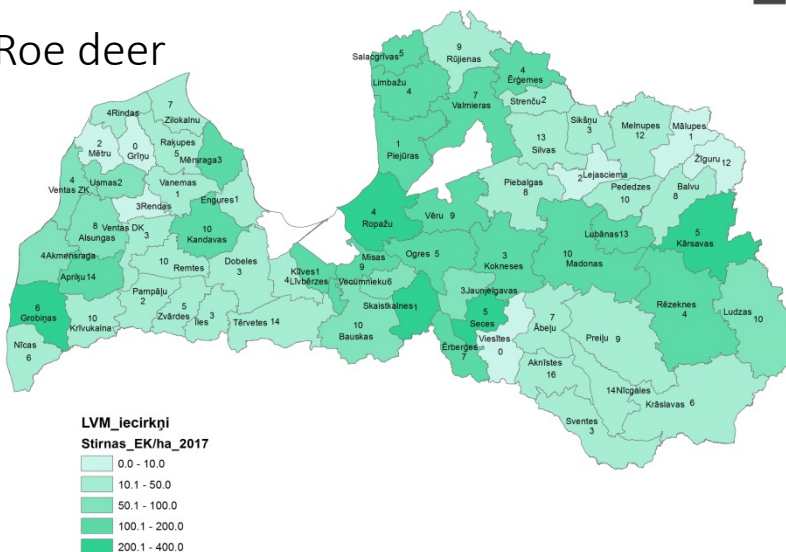 Roe deer
Salacgrīvas 5
9
Rūjienas
4
Ērģemes
Limbažu
4
7
Valmieras
Strenču 2
Sikšņu
3
Melnupes
12
Mālupes
1
13
Silvas
1
Piejūras
Žīguru 12
2 Lejasciema
Pededzes
10
Balvu
8
Piebalgas
8
7
Zilokalnu
4 Rindas
2
Mētru
0
Grīņu
Raķupes
5
Mērsraga 3
4
Ventas ZK
Usmas 2
Vanemas
1
3 Rendas
Engures 1
8
Alsungas
Ventas DK
3
10
Kandavas
4
Ropažu
Vēru 9
Lubānas 13
5
Kārsavas
4 Akmensraga
Apriķu 14
10
Remtes
Dobeles
3
Klīves 1
4 Līvbērzes
Misas
9
Vecumnieku 6
Ogres 5
3
Kokneses
10
Madonas
6
Grobiņas
Pampāļu
2
5
Zvārdes
3
Īles
Tērvetes 14
10
Krīvukalna
Nīcas
6
Skaistkalnes 1
10
Bauskas
3 Jaunjelgavas
5
Seces
Ērberģes
7
Viesītes
0
7
Ābeļu
Preiļu 9
Rēzeknes
4
Ludzas
10
Aknīstes
16
14 Nīcgales
Krāslavas 6
Sventes
3
LVM_iecirkņi
Stirnas_EK/ha_2017
0.0 - 10.0
10.1 - 50.0
50.1 - 100.0
100.1 - 200.0
200.1 - 400.0